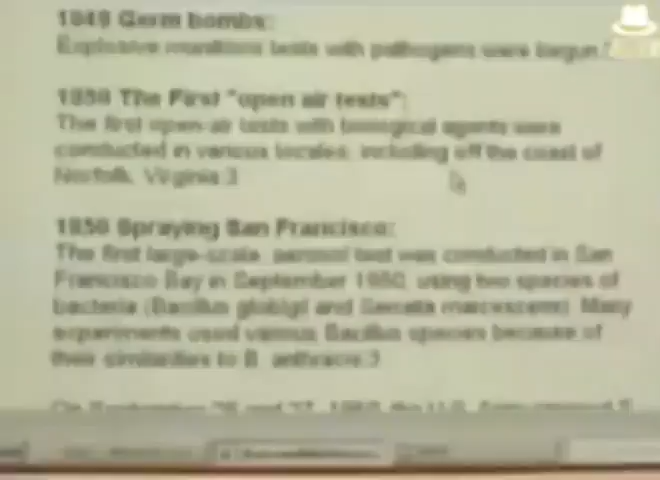 1949 Germ bombs:
Explosive munitions tests with pathogens were begun.
1950 The First "open air tests":
The first open-air tests with biological agents were
conducted in various locales, including off the coast of
Norfolk, Virginia.3
1950 Spraying San Francisco:
The first large-scale, aerosol test was conducted in San
Francisco Bay in September 1950, using two species of
bacteria (Bacillus globigii and Serratia marcescens). Many
experiments used various Bacillus species because of
their similarities to B. anthracis.3